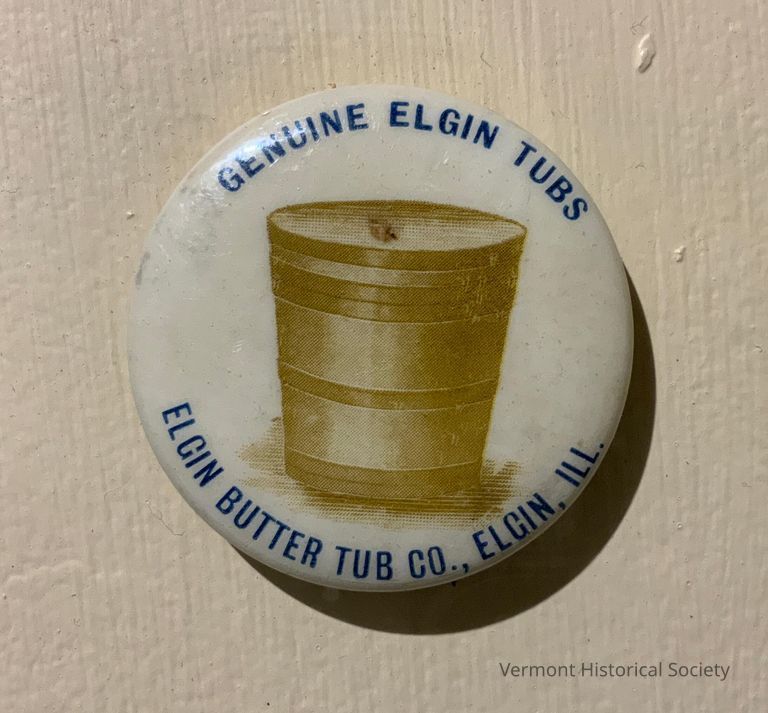 GENUINE ELGIN TUBS
ELGIN BUTTER TUB CO., ELGIN, ILL.
Vermont Historical Society